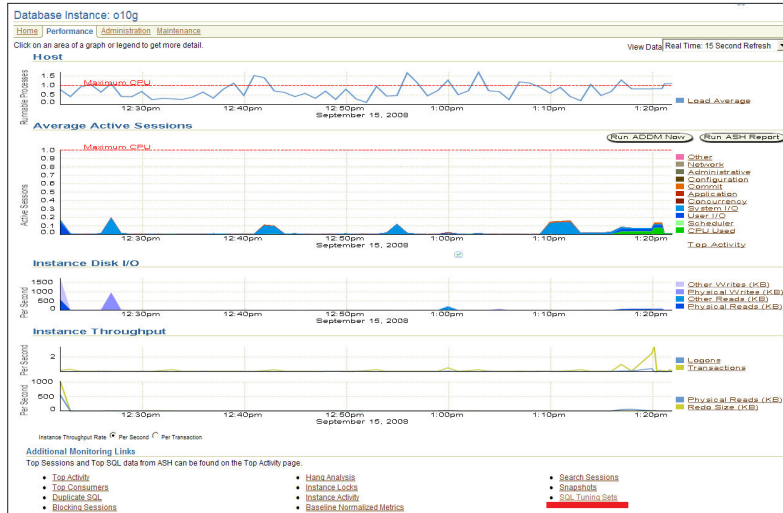 Database Instance: o10g
Home Performance Administration Maintenance
Click on an area of a graph or legend to get more detail.
View Data Real Time: 15 Second Refresh
Host
Runnable Processes
1.5
1.0
0.5
0.0
Maximum CPU
12:30pm 12:40pm 12:50pm 1:00pm 1:10pm 1:20pm
September 15, 2008
Load Average
Average Active Sessions
Run ADDM Now Run ASH Report
Active Sessions
1.0
0.9
0.8
0.7
0.6
0.5
0.4
0.3
0.2
0.1
0.0
Maximum CPU
12:30pm 12:40pm 12:50pm 1:00pm 1:10pm 1:20pm
September 15, 2008
Other
Network
Administrative
Configuration
Commit
Application
Concurrency
System I/O
User I/O
Scheduler
CPU Used
Top Activity
Instance Disk I/O
Per Second
1500
1000
500
0
12:30pm 12:40pm 12:50pm 1:00pm 1:10pm 1:20pm
September 15, 2008
Other Writes (KB)
Physical Writes (KB)
Other Reads (KB)
Physical Reads (KB)
Instance Throughput
Per Second
2
Logons
Transactions
Per Second
1000
500
0
12:30pm 12:40pm 12:50pm 1:00pm 1:10pm 1:20pm
September 15, 2008
Physical Reads (KB)
Redo Size (KB)
Instance Throughput Rate Per Second Per Transaction
Additional Monitoring Links
Top Sessions and Top SQL data from ASH can be found on the Top Activity page.
Top Activity
Top Consumers
Duplicate SQL
Blocking Sessions
Hang Analysis
Instance Locks
Instance Activity
Baseline Normalized Metrics
Search Sessions
Snapshots
SQL Tuning Sets